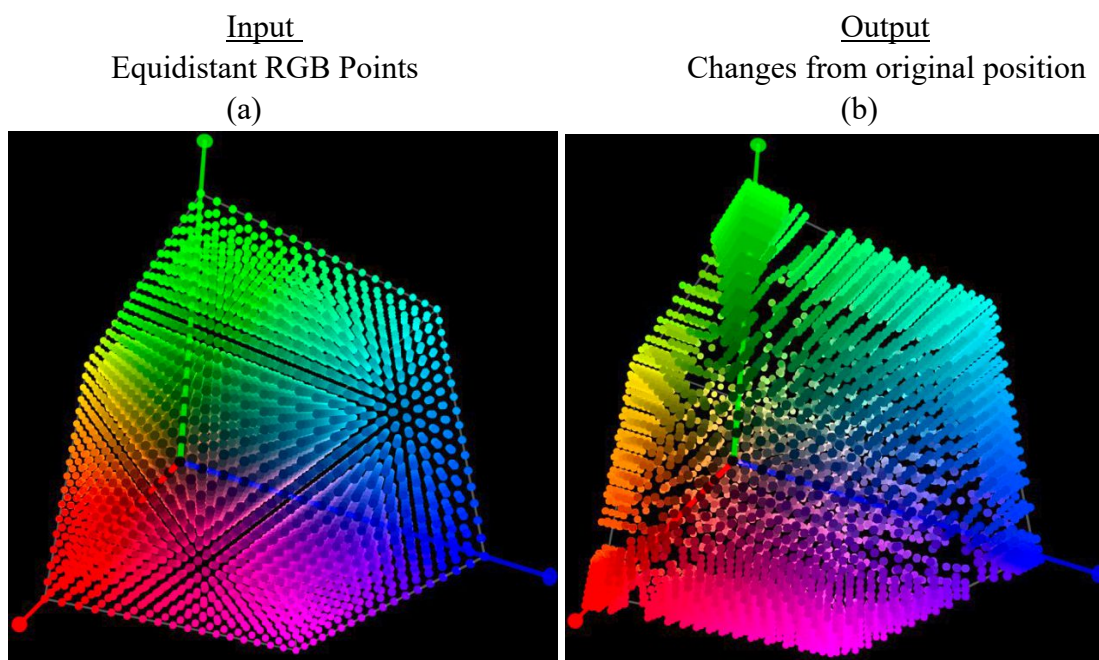 Input
Equidistant RGB Points
(a)
Output
Changes from original position
(b)